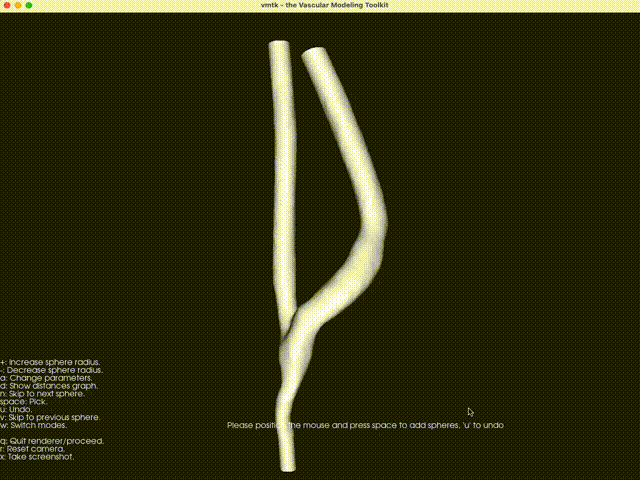 vmtk - the Vascular Modeling Toolkit
+: Increase sphere radius.
-: Decrease sphere radius.
a: Change parameters.
d: Show distances graph.
n: Skip to next sphere.
space: Pick.
u: Undo.
v: Skip to previous sphere.
w: Switch modes.
Please position the mouse and press space to add spheres, 'u' to undo
q: Quit renderer/proceed.
r: Reset camera.
x: Take screenshot.